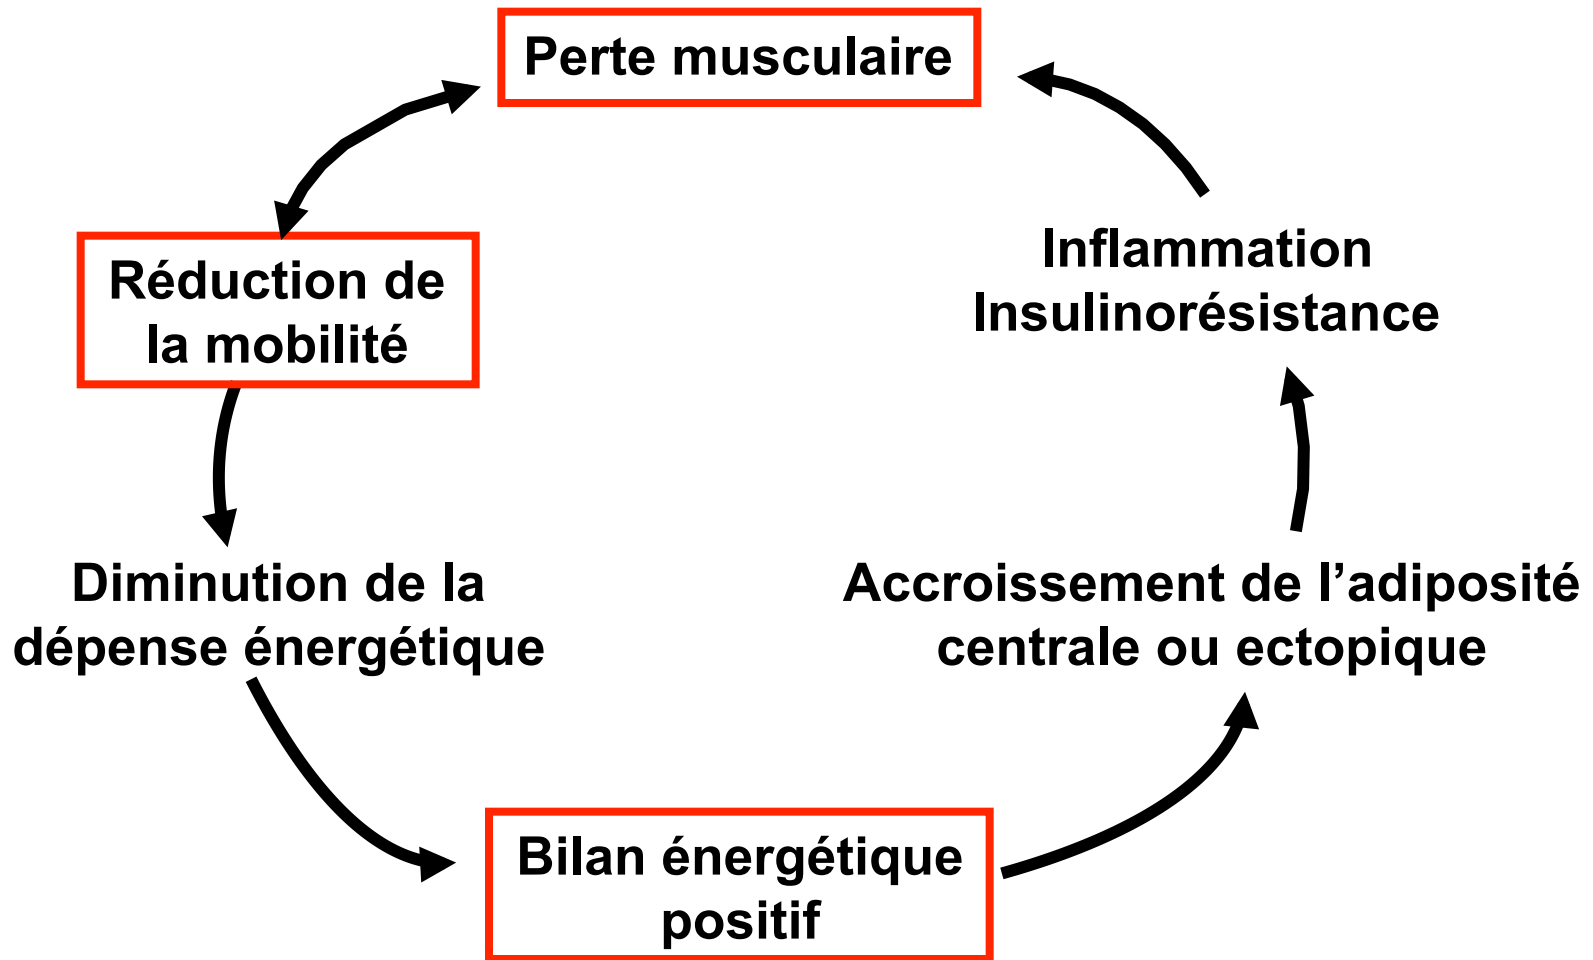 Perte musculaire
Réduction de
la mobilité
Diminution de la
dépense énergétique
Bilan énergétique
positif
Accroissement de l’adiposité
centrale ou ectopique
Inflammation
Insulinorésistance